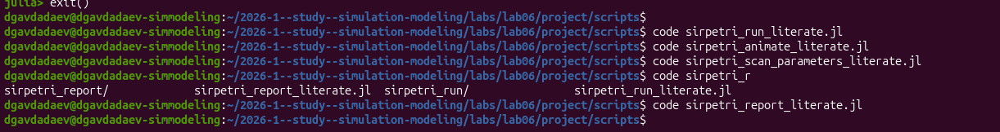 julia> exit()
dgavdadaev@dgavdadaev-simmodeling:~/2026-1--study--simulation-modeling/labs/lab06/project/scripts$
dgavdadaev@dgavdadaev-simmodeling:~/2026-1--study--simulation-modeling/labs/lab06/project/scripts$ code sirpetri_run_literate.jl
dgavdadaev@dgavdadaev-simmodeling:~/2026-1--study--simulation-modeling/labs/lab06/project/scripts$ code sirpetri_animate_literate.jl
dgavdadaev@dgavdadaev-simmodeling:~/2026-1--study--simulation-modeling/labs/lab06/project/scripts$ code sirpetri_scan_parameters_literate.jl
dgavdadaev@dgavdadaev-simmodeling:~/2026-1--study--simulation-modeling/labs/lab06/project/scripts$ code sirpetri_r
sirpetri_report/ sirpetri_report_literate.jl sirpetri_run/ sirpetri_run_literate.jl
dgavdadaev@dgavdadaev-simmodeling:~/2026-1--study--simulation-modeling/labs/lab06/project/scripts$ code sirpetri_report_literate.jl
dgavdadaev@dgavdadaev-simmodeling:~/2026-1--study--simulation-modeling/labs/lab06/project/scripts$